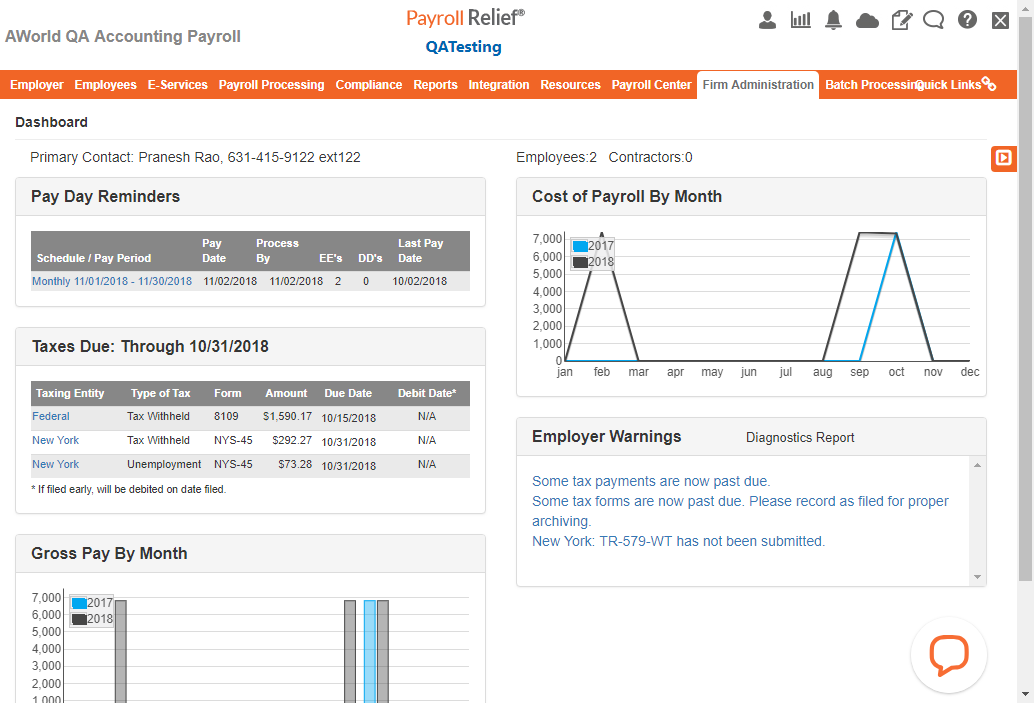 Payroll Relief®
AWorld QA Accounting Payroll
QATesting
Employer Employees E-Services Payroll Processing Compliance Reports Integration Resources Payroll Center Firm Administration Batch Processing Quick Links
Dashboard
Primary Contact: Pranesh Rao, 631-415-9122 ext122
Employees:2 Contractors:0
Pay Day Reminders
Schedule / Pay Period Pay Date Process By EE's DD's Last Pay Date
Monthly 11/01/2018 - 11/30/2018 11/02/2018 11/02/2018 2 0 10/02/2018
Taxes Due: Through 10/31/2018
Taxing Entity Type of Tax Form Amount Due Date Debit Date*
Federal Tax Withheld 8109 $1,590.17 10/15/2018 N/A
New York Tax Withheld NYS-45 $292.27 10/31/2018 N/A
New York Unemployment NYS-45 $73.28 10/31/2018 N/A
* If filed early, will be debited on date filed.
Gross Pay By Month
7,000
6,000
5,000
4,000
3,000
2,000
1,000
2017
2018
Cost of Payroll By Month
7,000
6,000
5,000
4,000
3,000
2,000
1,000
0
2017
2018
jan feb mar apr may jun jul aug sep oct nov dec
Employer Warnings Diagnostics Report
Some tax payments are now past due.
Some tax forms are now past due. Please record as filed for proper
archiving.
New York: TR-579-WT has not been submitted.